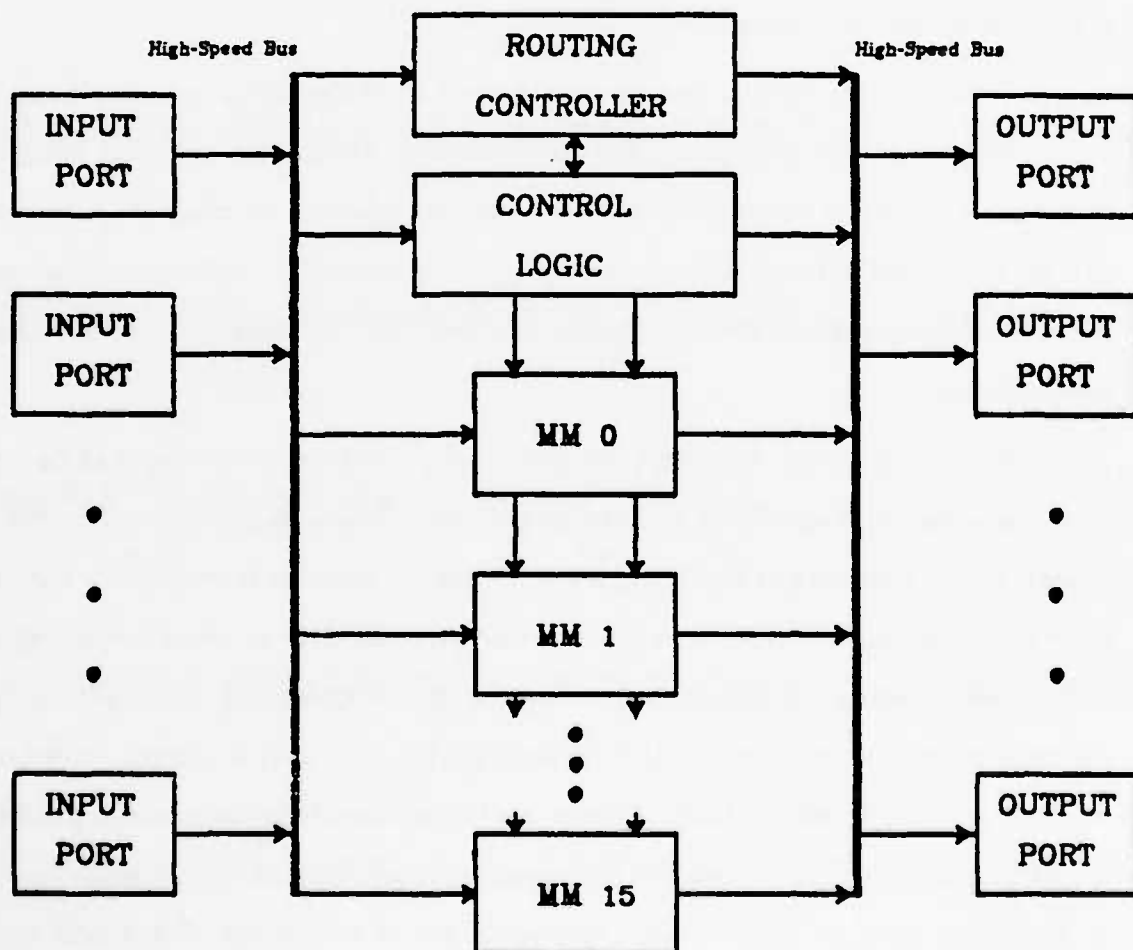 High-Speed Bus
High-Speed Bus
ROUTING
CONTROLLER
INPUT
PORT
OUTPUT
PORT
CONTROL
LOGIC
INPUT
PORT
OUTPUT
PORT
MM 0
MM 1
INPUT
PORT
OUTPUT
PORT
MM 15